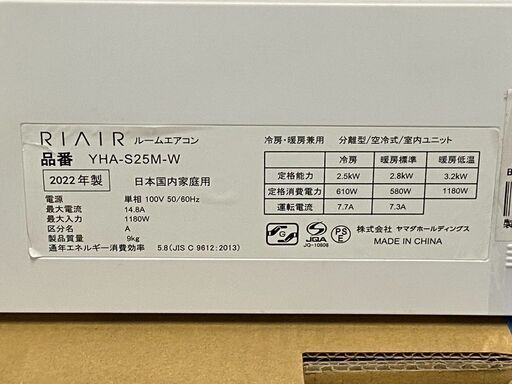 RIAIR ルームエアコン
品番 YHA-S25M-W
2022年製 日本国内家庭用
電源 単相 100V 50/60Hz
最大電流 14.8A
最大入力 1180W
区分名 A
製品質量 9kg
通年エネルギー消費効率 5.8 (JIS C 9612:2013)
冷房・暖房兼用 分離型/空冷式/室内ユニット
冷房 暖房標準 暖房低温
定格能力 2.5kW 2.8kW 3.2kW
定格消費電力 610W 580W 1180W
運転電流 7.7A 7.3A
G JQA PSE 株式会社 ヤマダホールディングス
JQ-10808 MADE IN CHINA
製